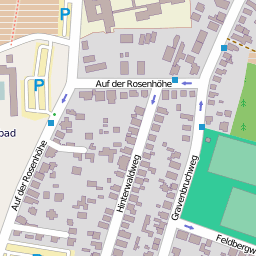 P
P
Auf der Rosenhöhe
bad
Auf der Rosenhöhe
Hinterwaldweg
Gravenbruchweg
Feldbergw
P
P